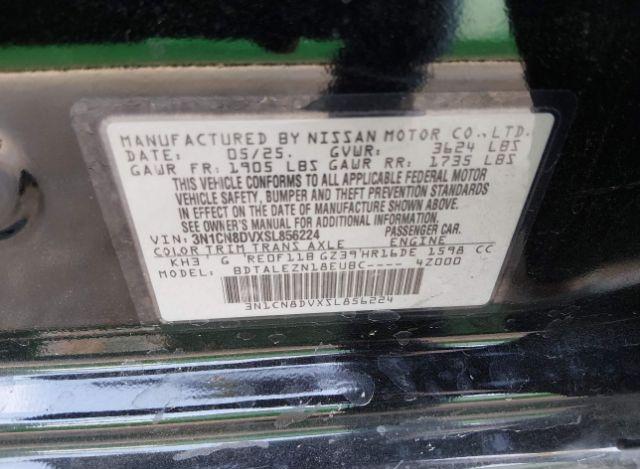 MANUFACTURED BY NISSAN MOTOR CO.,LTD.
DATE: 05/25. GVWR: 3624 LBS
GAWR FR: 1905 LBS GAWR RR: 1735 LBS
THIS VEHICLE CONFORMS TO ALL APPLICABLE FEDERAL MOTOR
VEHICLE SAFETY, BUMPER AND THEFT PREVENTION STANDARDS
IN EFFECT ON THE DATE OF MANUFACTURE SHOWN ABOVE.
SEE OWNER'S MANUAL FOR ADDITIONAL INFORMATION
VIN: 3N1CN8DVXSL856224 PASSENGER CAR.
COLOR TRIM TRANS AXLE ENGINE
KH3 G RE0F11B GZ39 HR16DE 1598 CC
MODEL: BDTALEZN18EUBC---- 4Z000
3N1CN8DVXSL856224